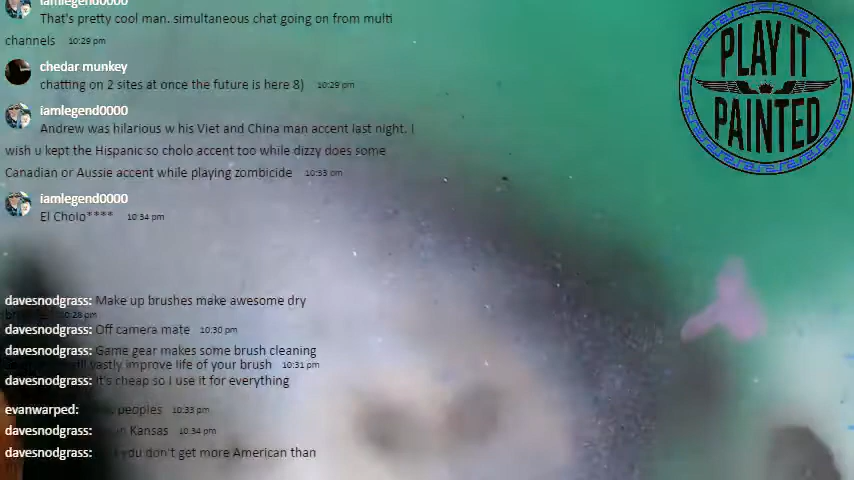 iamlegend0000
That's pretty cool man. simultaneous chat going on from multi
channels 10:29 pm
chedar munkey
chatting on 2 sites at once the future is here 8) 10:29 pm
iamlegend0000
Andrew was hilarious w his Viet and China man accent last night. I
wish u kept the Hispanic so cholo accent too while dizzy does some
Canadian or Aussie accent while playing zombicide 10:33 pm
iamlegend0000
El Cholo**** 10:34 pm
davesnodgrass: Make up brushes make awesome dry
10:28 pm
davesnodgrass: Off camera mate 10:30 pm
davesnodgrass: Game gear makes some brush cleaning
vastly improve life of your brush 10:31 pm
davesnodgrass: It's cheap so I use it for everything
evanwarped: peoples 10:33 pm
davesnodgrass: in Kansas 10:34 pm
davesnodgrass: you don't get more American than
PLAY IT
PAINTED